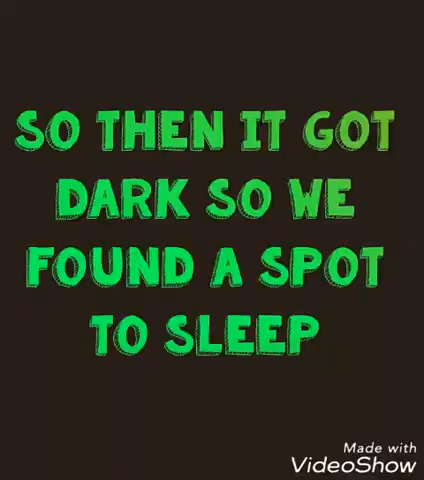 SO THEN IT GOT
DARK SO WE
FOUND A SPOT
TO SLEEP
Made with
VideoShow